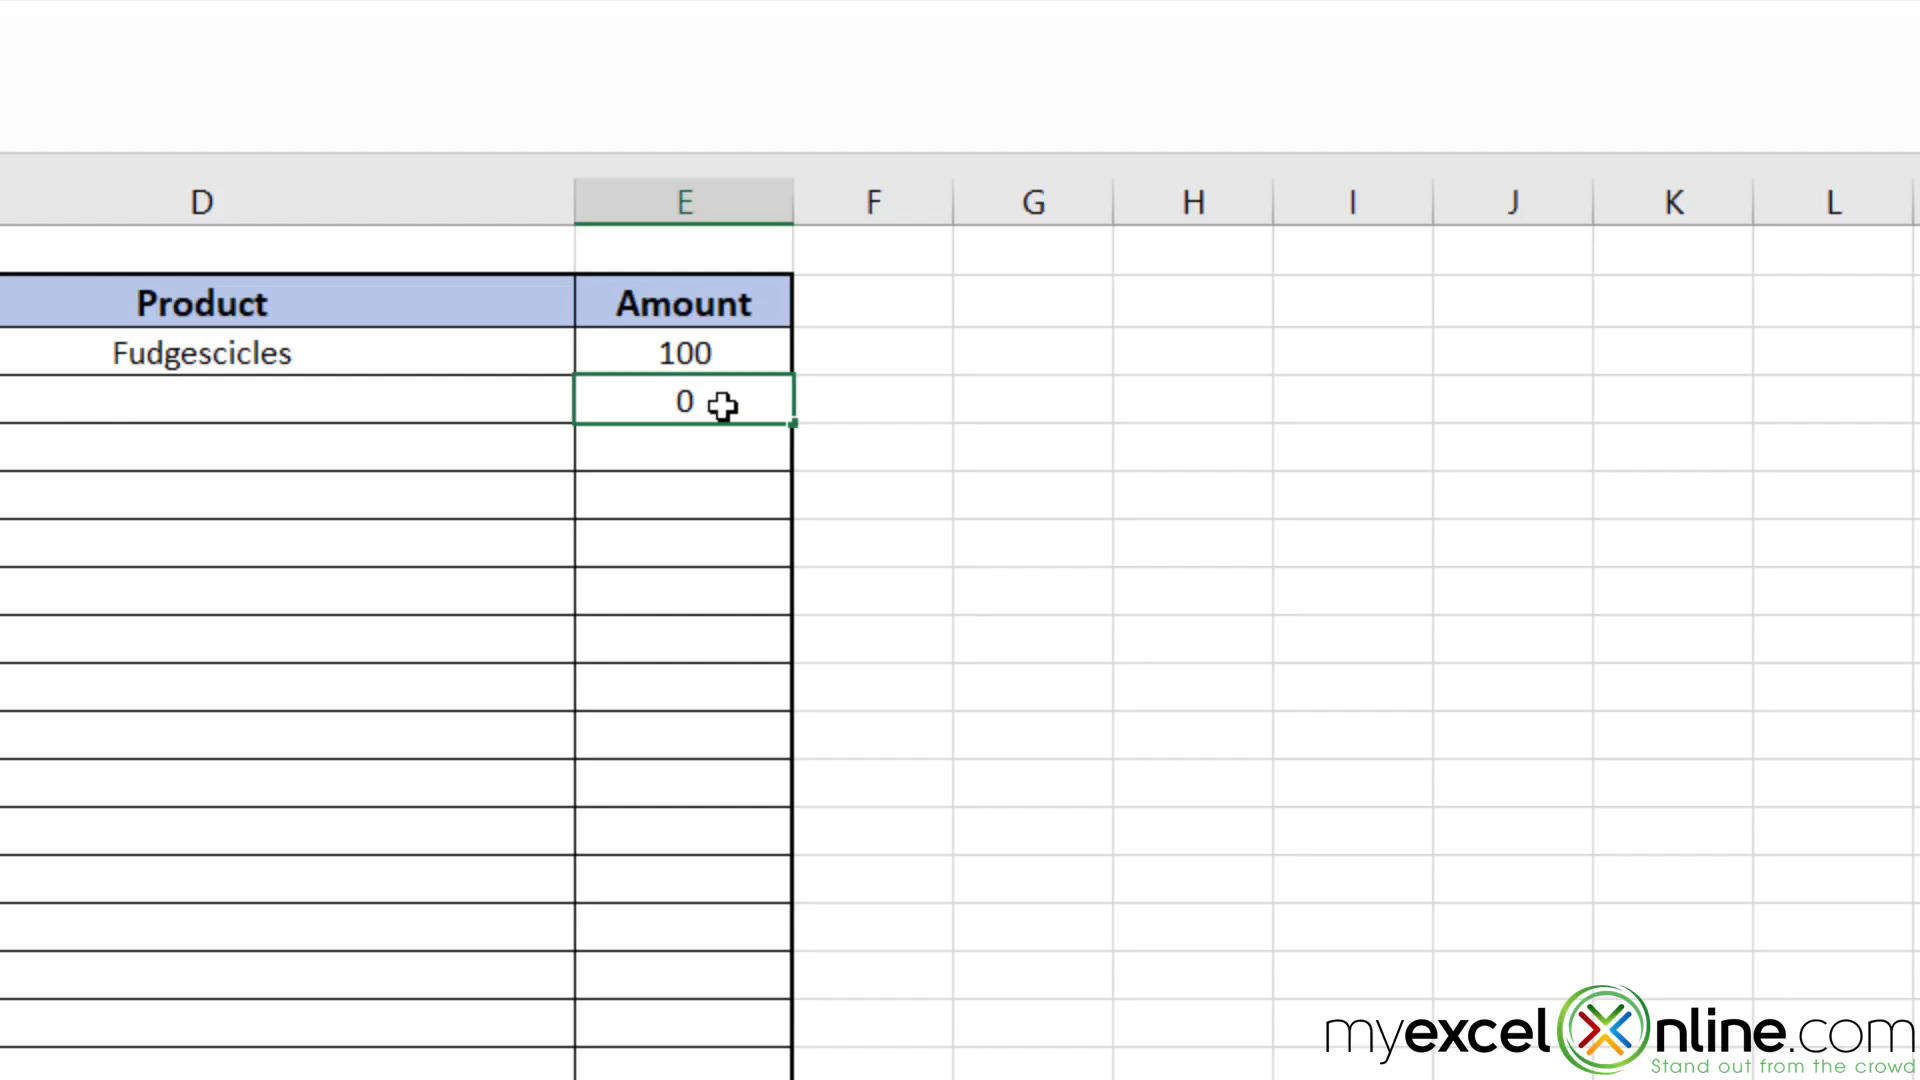 D E F G H I J K L
Product Amount
Fudgescicles 100
0
myexcelonline.com
Stand out from the crowd